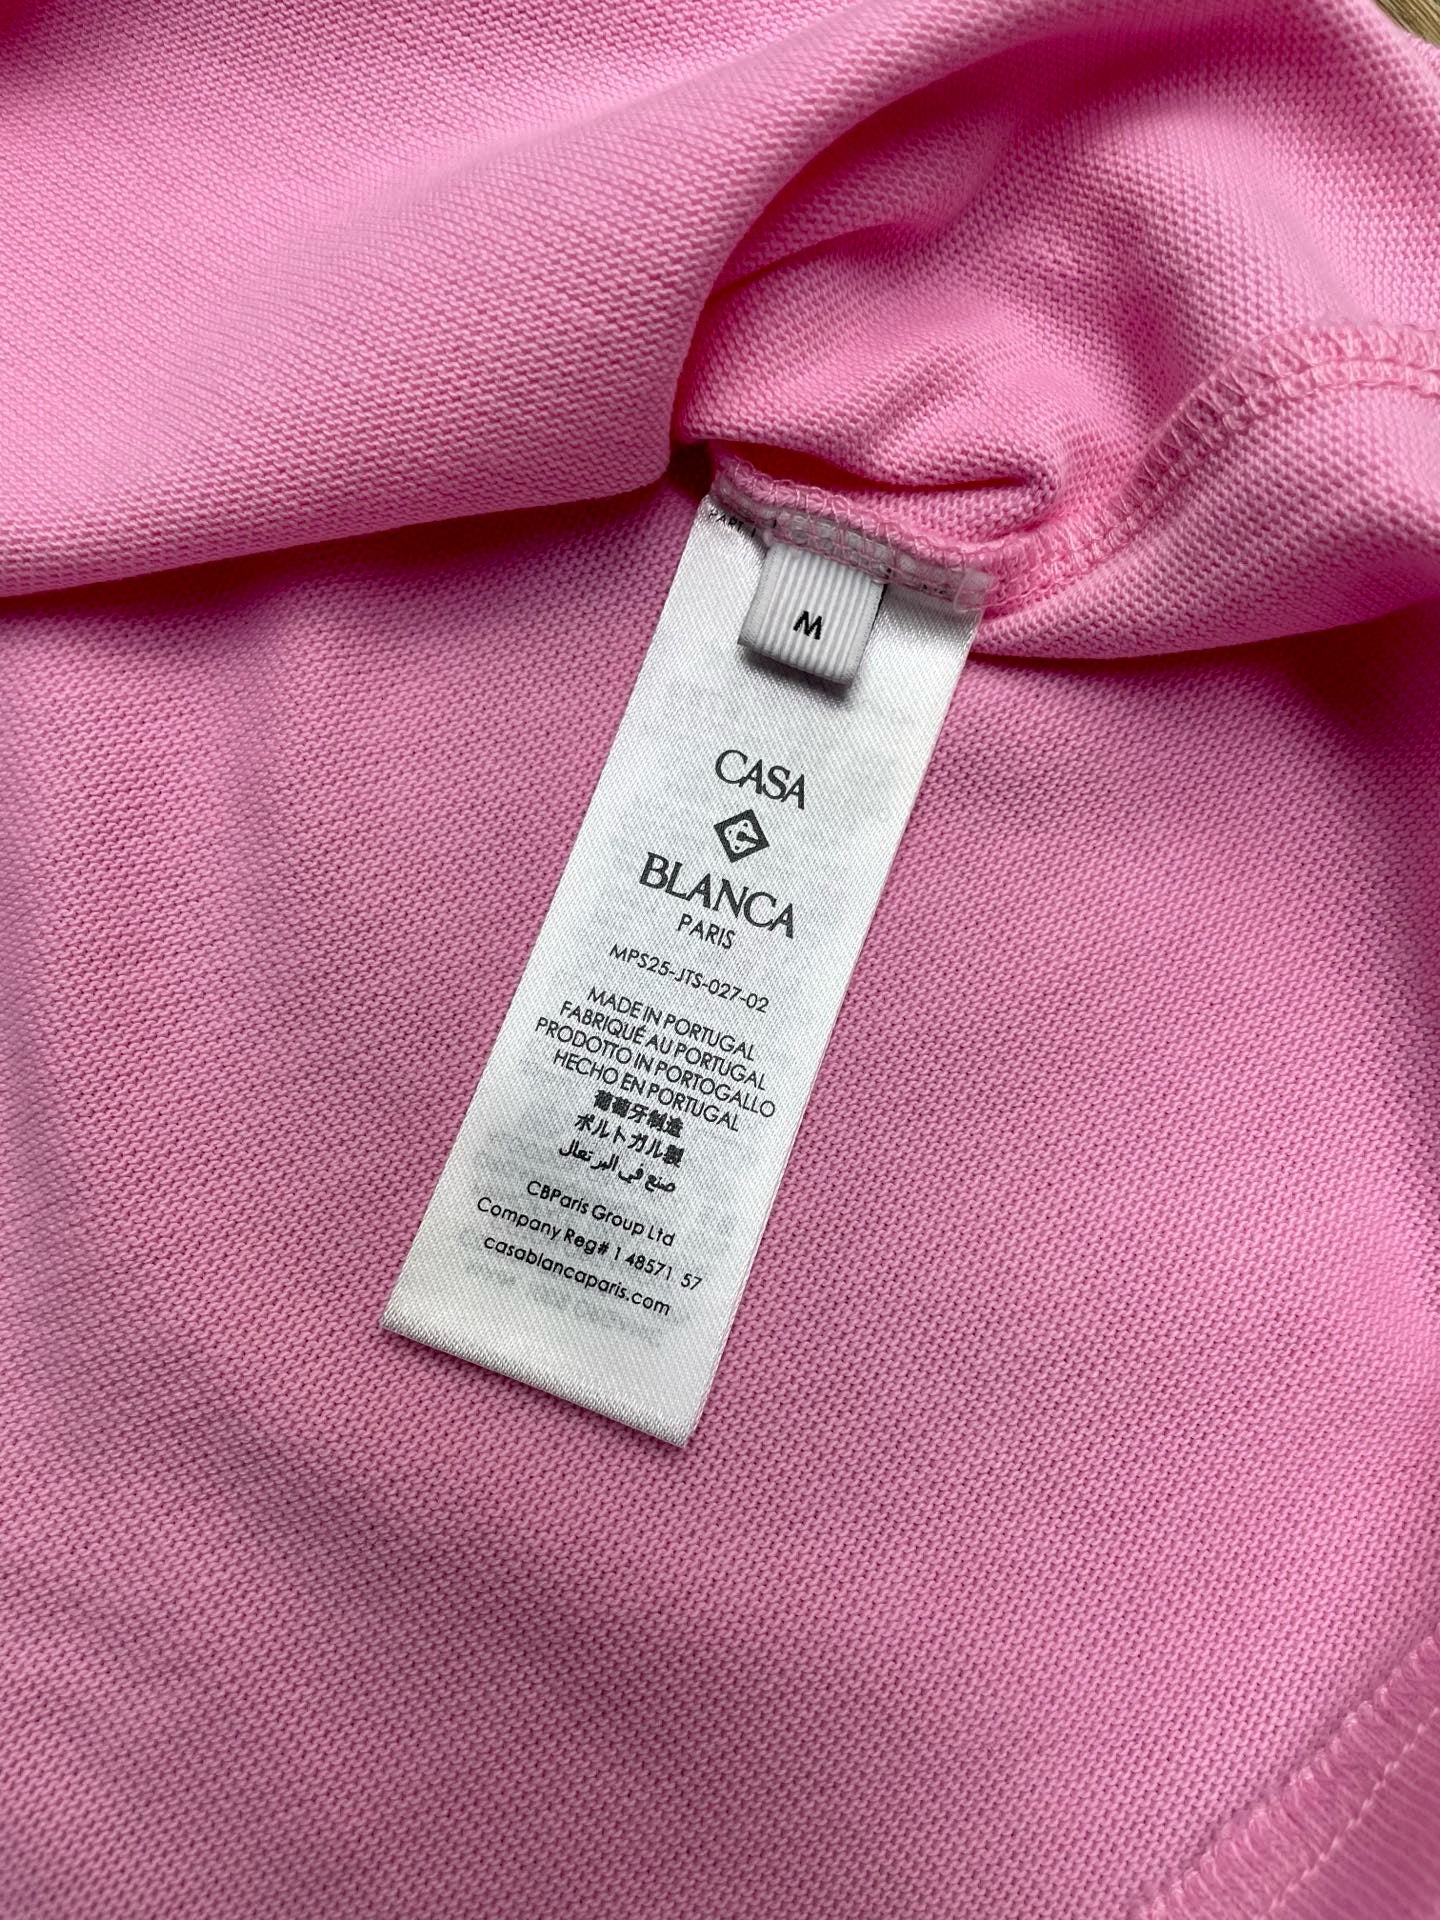 M
CASA
BLANCA
PARIS
MPS25-JTS-027-02
MADE IN PORTUGAL
FABRIQUÉ AU PORTUGAL
PRODOTTO IN PORTOGALLO
HECHO EN PORTUGAL
葡萄牙制造
ポルトガル製
صنع في البرتغال
CBParis Group Ltd
Company Reg# 1 48571 57
casablancaparis.com